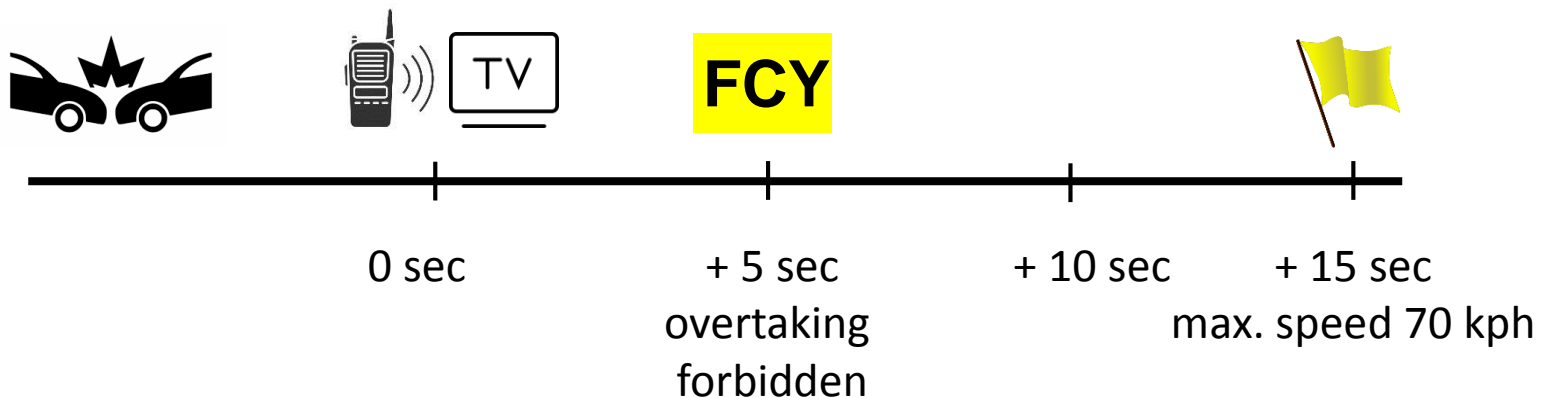 TV
FCY
0 sec
+ 5 sec
overtaking
forbidden
+ 10 sec
+ 15 sec
max. speed 70 kph